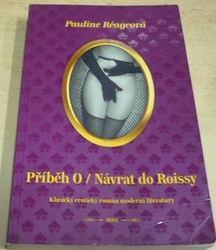 Pauline Réageová
Příběh O / Návrat do Roissy
Klasický erotický román moderní literatury